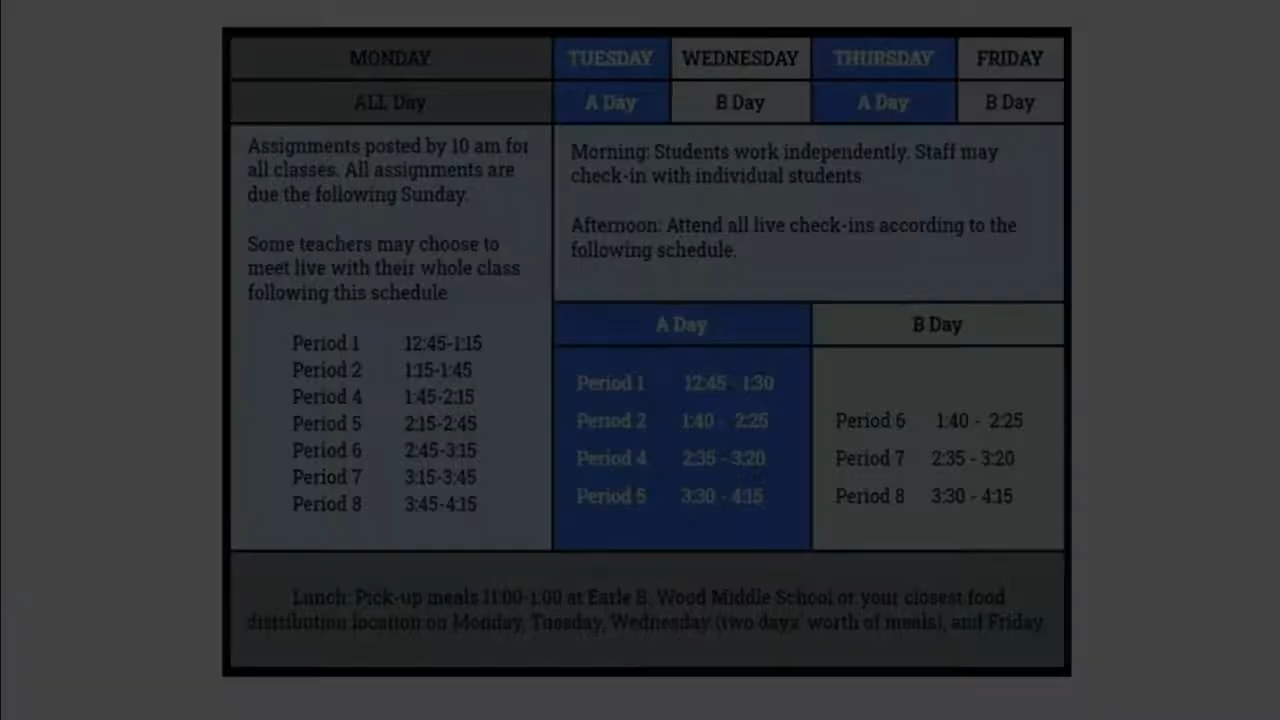 MONDAY TUESDAY WEDNESDAY THURSDAY FRIDAY
ALL Day A Day B Day A Day B Day
Assignments posted by 10 am for
all classes. All assignments are
due the following Sunday.
Some teachers may choose to
meet live with their whole class
following this schedule
Period 1 12:45-1:15
Period 2 1:15-1:45
Period 4 1:45-2:15
Period 5 2:15-2:45
Period 6 2:45-3:15
Period 7 3:15-3:45
Period 8 3:45-4:15
Morning: Students work independently. Staff may
check-in with individual students
Afternoon: Attend all live check-ins according to the
following schedule.
A Day B Day
Period 1 12:45 - 1:30
Period 2 1:40 - 2:25 Period 6 1:40 - 2:25
Period 4 2:35 - 3:20 Period 7 2:35 - 3:20
Period 5 3:30 - 4:15 Period 8 3:30 - 4:15
Lunch: Pick-up meals 11:00-1:00 at Earle B. Wood Middle School or your closest food
distribution location on Monday, Tuesday, Wednesday (two days' worth of meals), and Friday